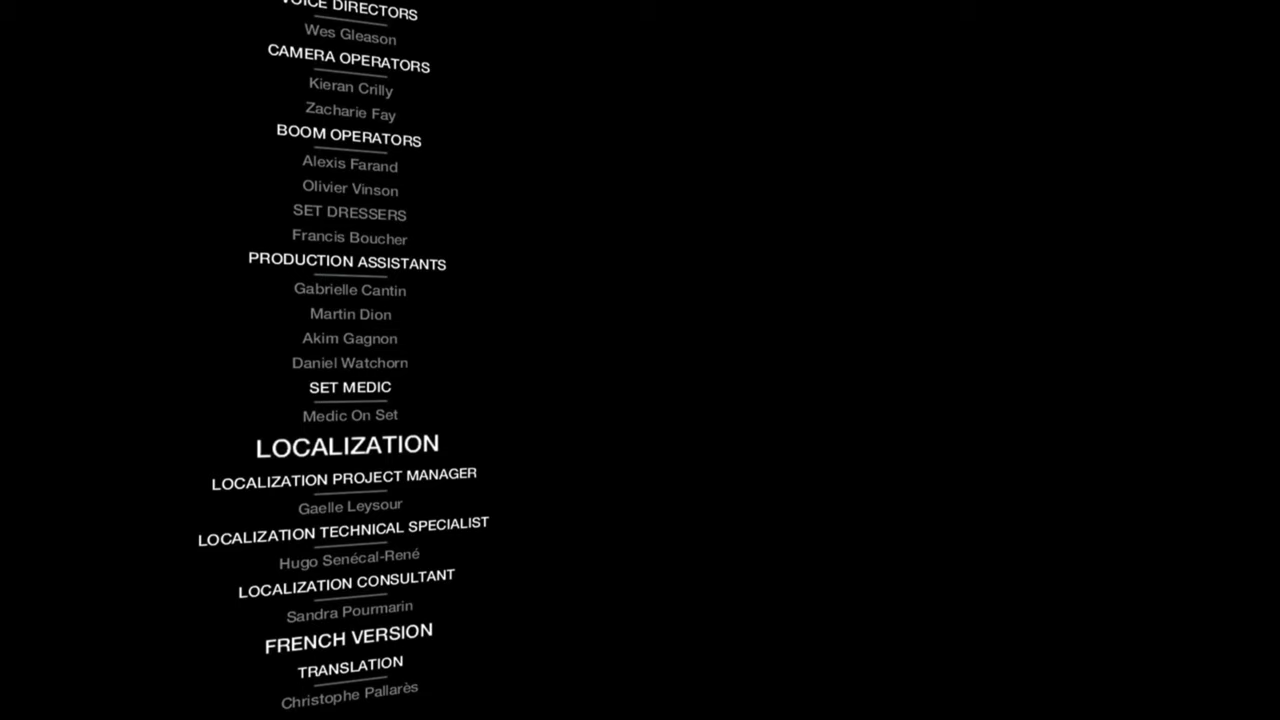 VOICE DIRECTORS
Wes Gleason
CAMERA OPERATORS
Kieran Crilly
Zacharie Fay
BOOM OPERATORS
Alexis Farand
Olivier Vinson
SET DRESSERS
Francis Boucher
PRODUCTION ASSISTANTS
Gabrielle Cantin
Martin Dion
Akim Gagnon
Daniel Watchorn
SET MEDIC
Medic On Set
LOCALIZATION
LOCALIZATION PROJECT MANAGER
Gaelle Leysour
LOCALIZATION TECHNICAL SPECIALIST
Hugo Senécal-René
LOCALIZATION CONSULTANT
Sandra Pourmarin
FRENCH VERSION
TRANSLATION
Christophe Pallarès